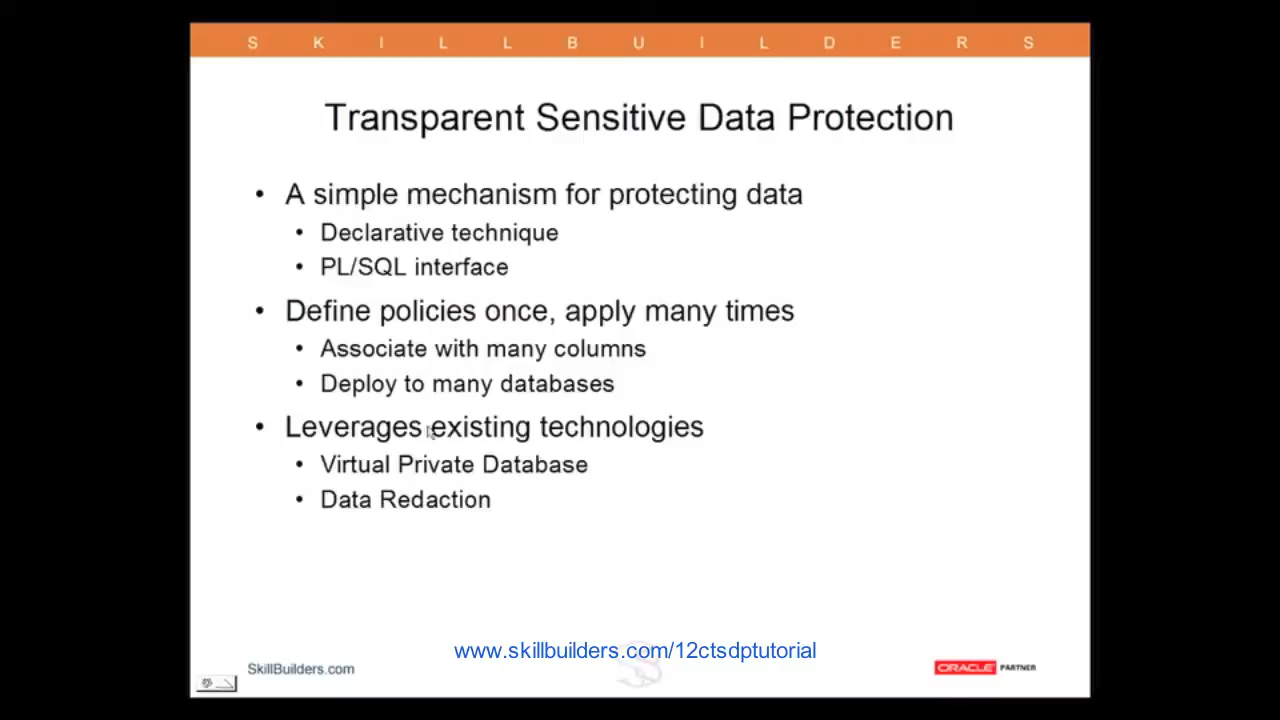 S K I L L B U I L D E R S
Transparent Sensitive Data Protection
• A simple mechanism for protecting data
• Declarative technique
• PL/SQL interface
• Define policies once, apply many times
• Associate with many columns
• Deploy to many databases
• Leverages existing technologies
• Virtual Private Database
• Data Redaction
www.skillbuilders.com/12ctsdptutorial
SkillBuilders.com
ORACLE PARTNER